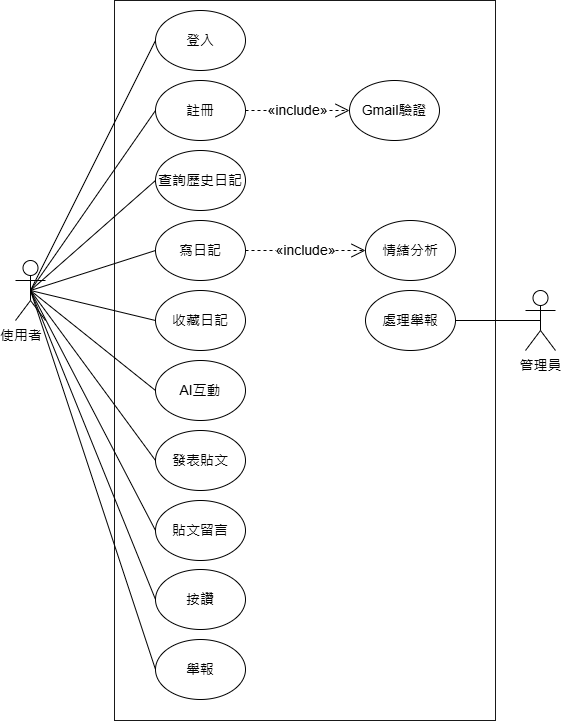 登入
註冊
«include»
Gmail驗證
查詢歷史日記
寫日記
«include»
情緒分析
使用者
收藏日記
處理舉報
管理員
AI互動
發表貼文
貼文留言
按讚
舉報